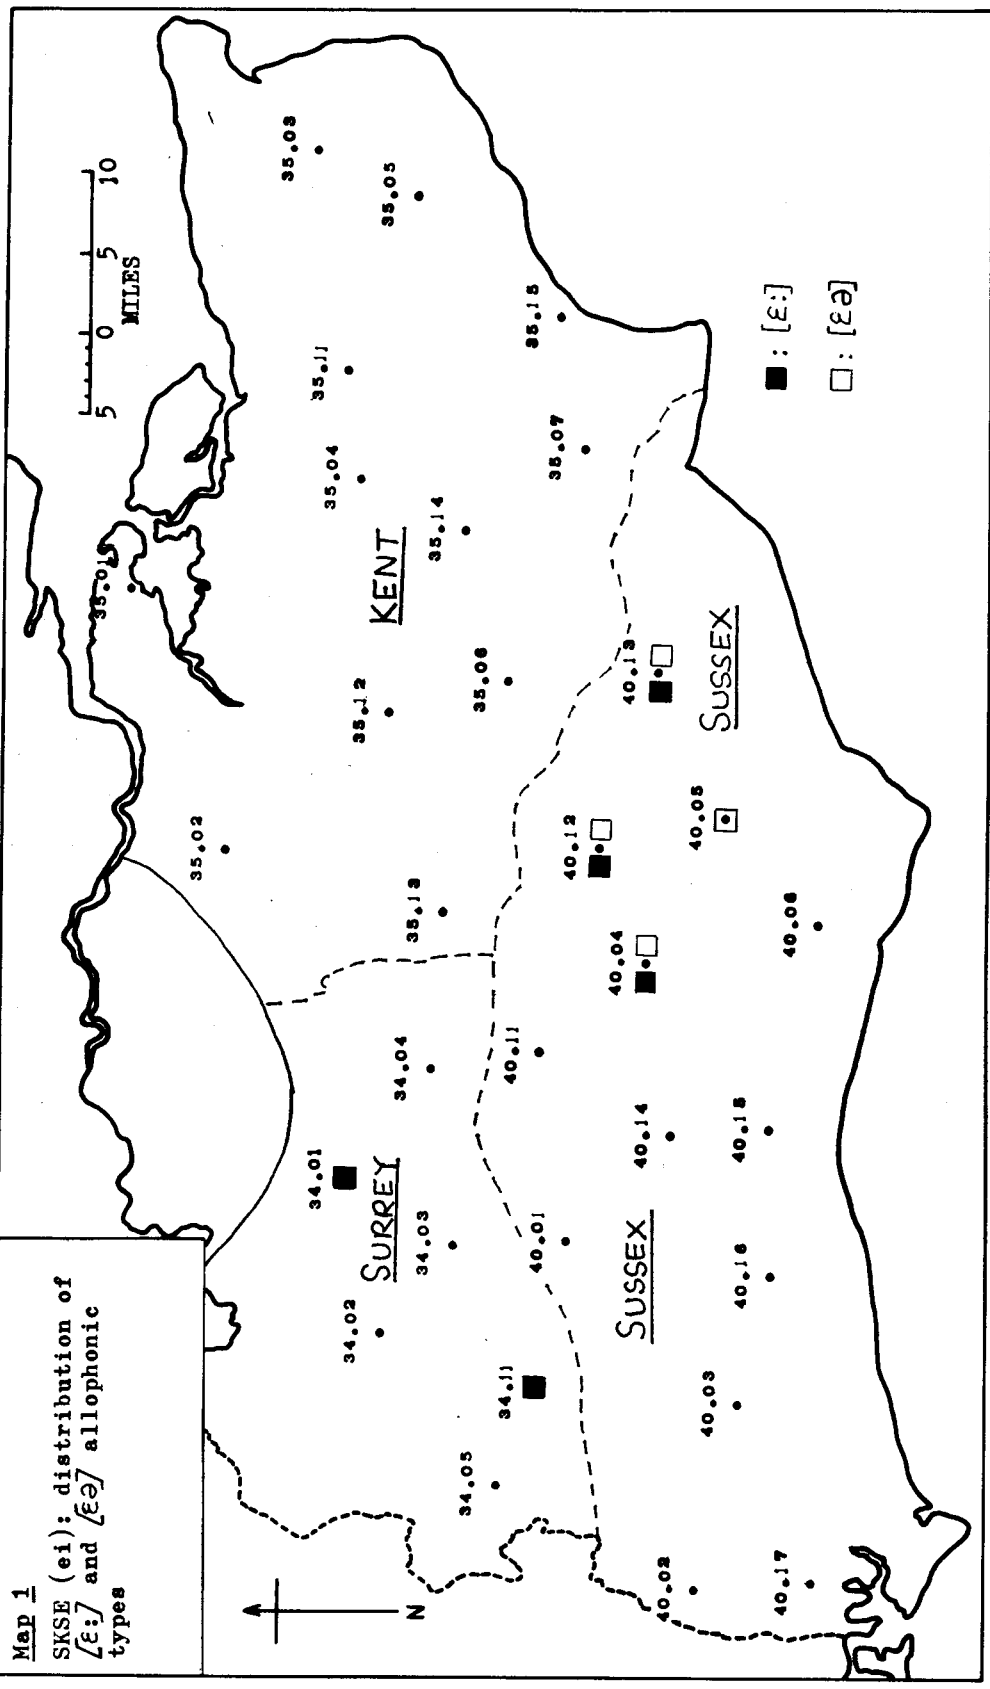 Map 1
SKSE (ei): distribution of
[ɛ:] and [ɛə] allophonic
types
N
5 0 5 10
MILES
35.01
35.02
35.03
35.04
35.05
35.06
35.07
35.11
35.12
35.13
35.14
35.15
KENT
34.01
34.02
34.03
34.04
34.05
34.11
SURREY
40.01
40.02
40.03
40.04
40.05
40.06
40.11
40.12
40.13
40.14
40.15
40.16
40.17
SUSSEX
SUSSEX
■: [ɛ:]
□: [ɛə]